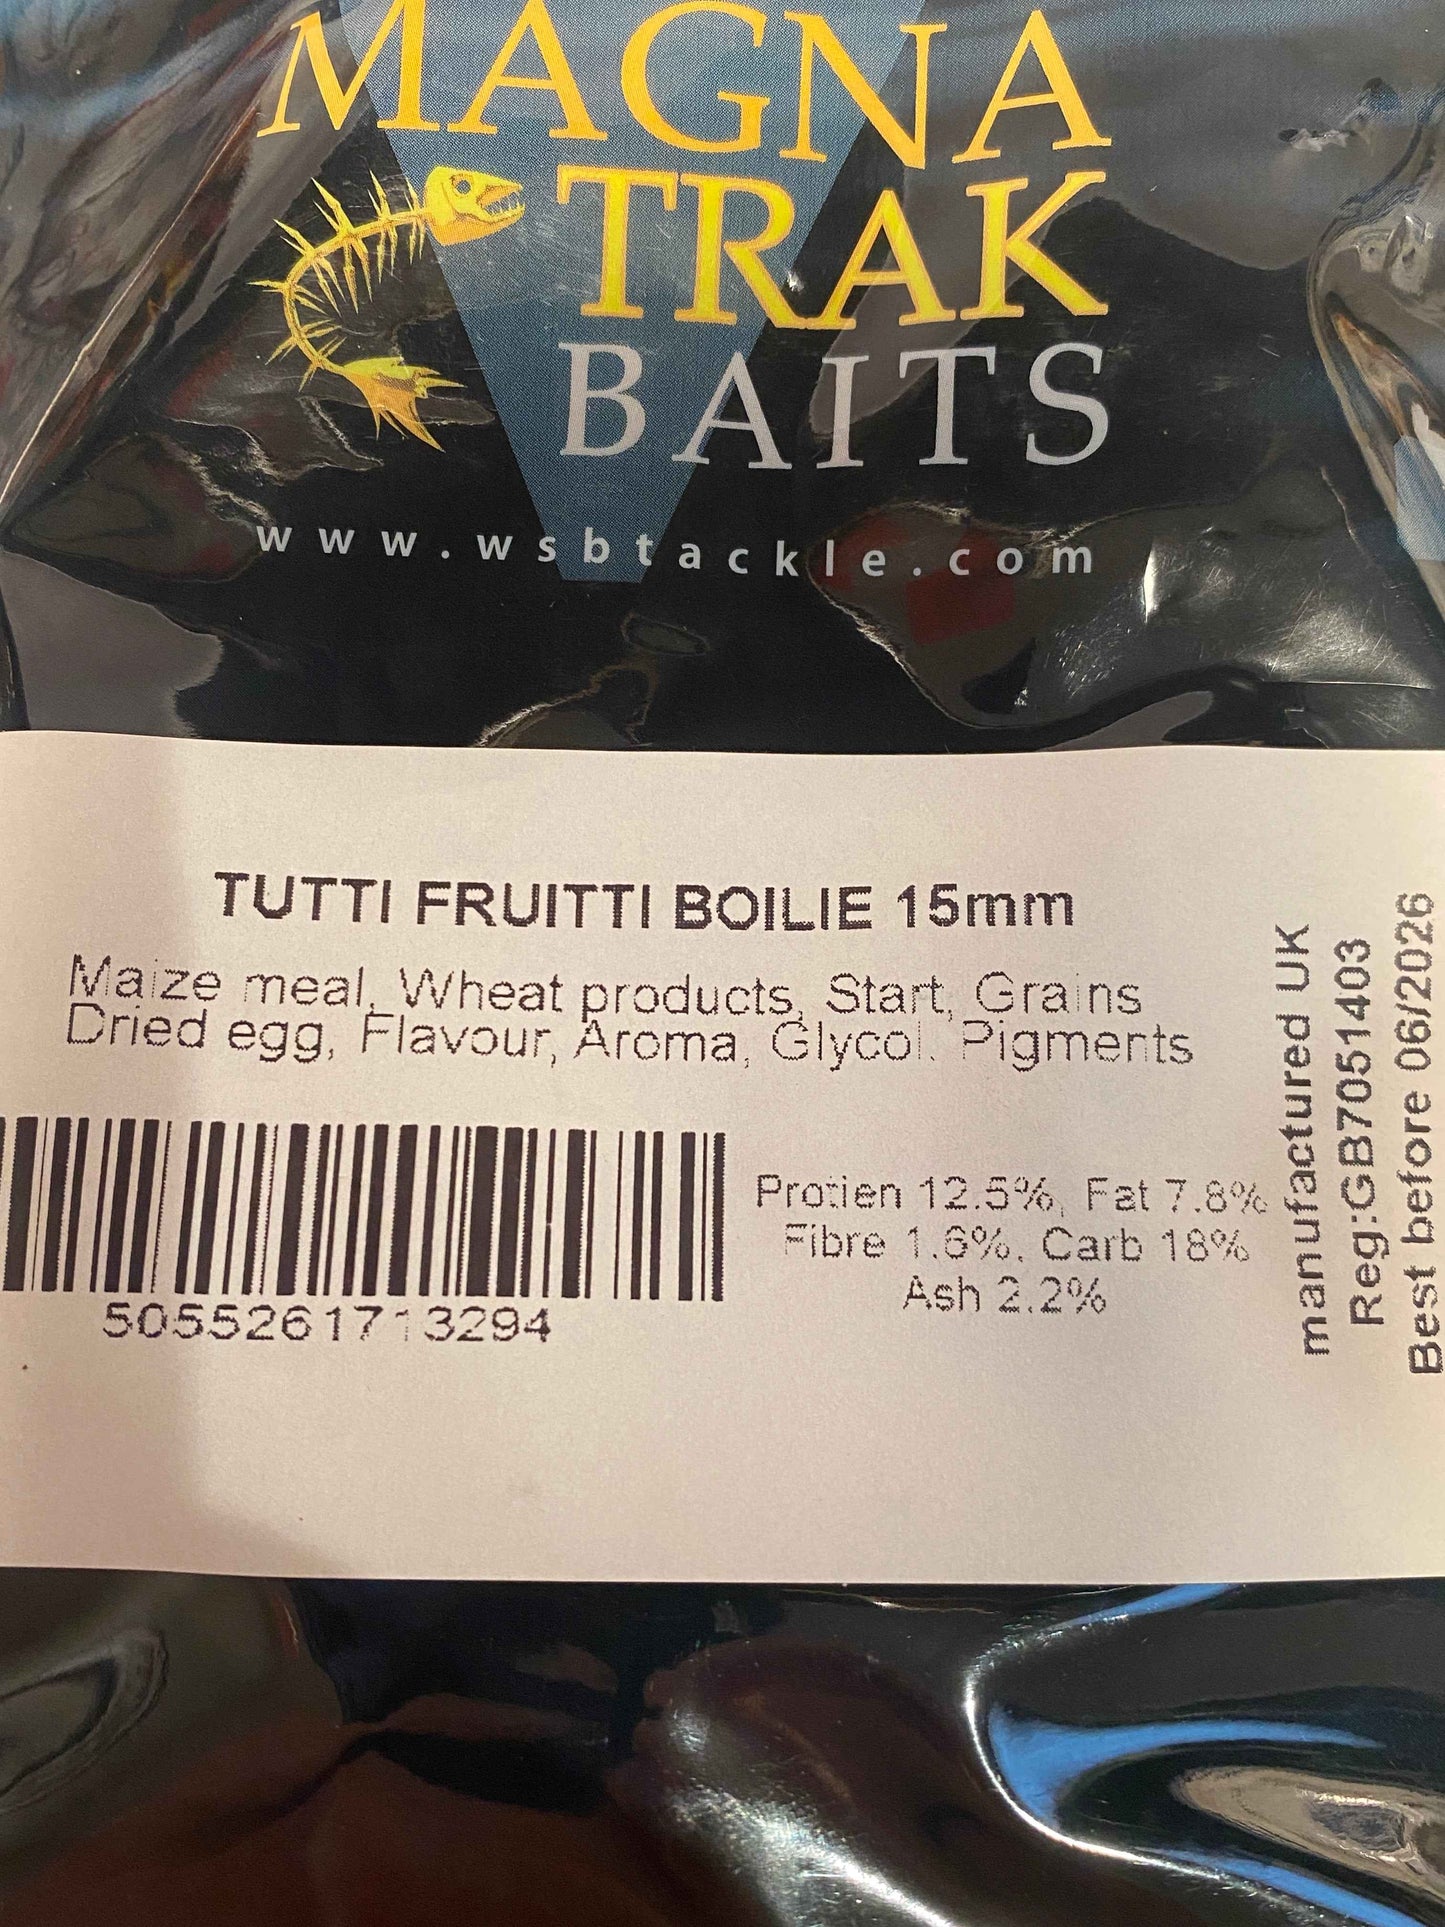 MAGNA
TRAK
BAITS
www.wsbtackle.com
TUTTI FRUITTI BOILIE 15mm
Maize meal, Wheat products, Start, Grains
Dried egg, Flavour, Aroma, Glycol. Pigments
5055261713294
Protien 12.5%, Fat 7.8%
Fibre 1.6%. Carb 18%
Ash 2.2%
manufactured UK
Reg:GB7051403
Best before 06/2026